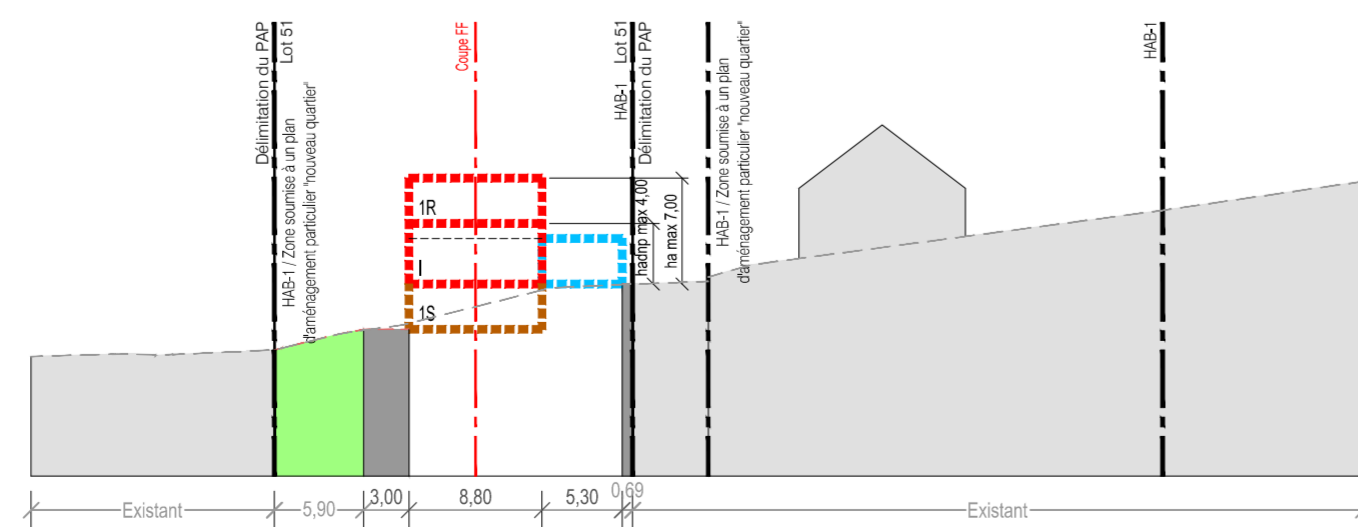 Délimitation du PAP
Lot 51
HAB-1 / Zone soumise à un plan
d'aménagement particulier "nouveau quartier"
Coupe FF
HAB-1
Lot 51
Délimitation du PAP
HAB-1 / Zone soumise à un plan
d'aménagement particulier "nouveau quartier"
HAB-1
1R
I
1S
hadnp max 4,00
ha max 7,00
Existant
5,90
3,00
8,80
5,30
0,69
Existant